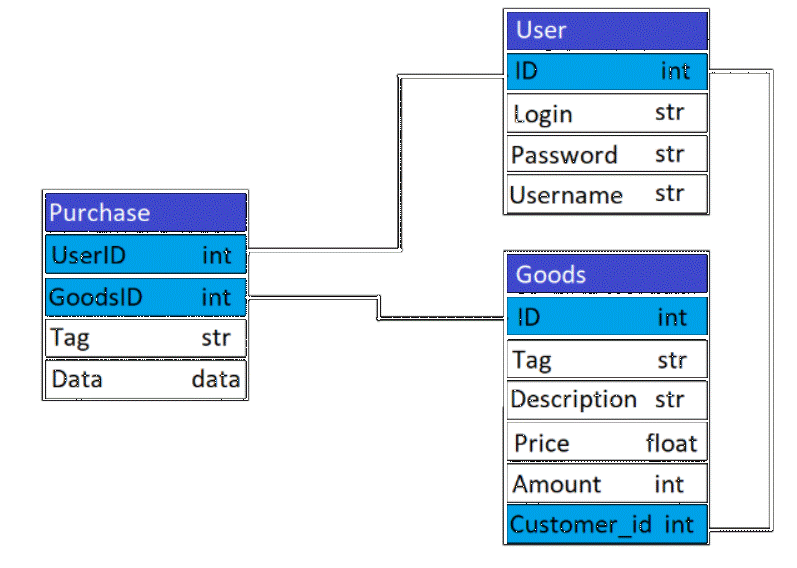 User
ID int
Login str
Password str
Username str
Purchase
UserID int
GoodsID int
Tag str
Data data
Goods
ID int
Tag str
Description str
Price float
Amount int
Customer_id int